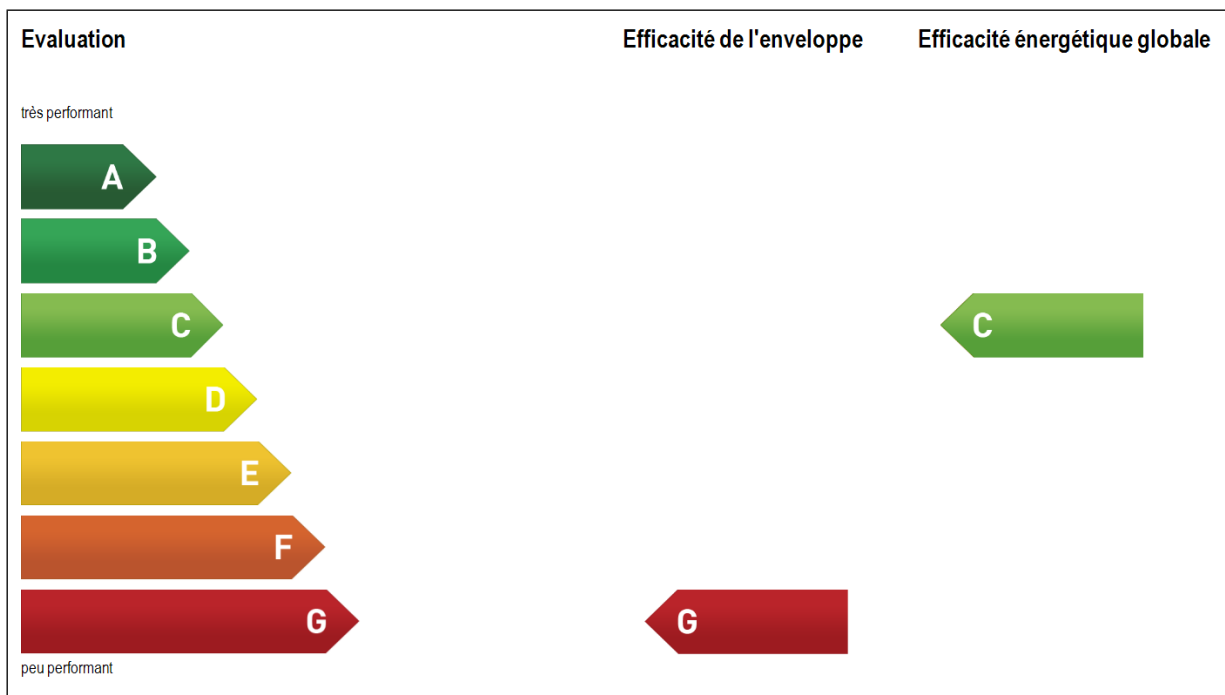 Evaluation Efficacité de l'enveloppe Efficacité énergétique globale
très performant
A
B
C C
D
E
F
G G
peu performant